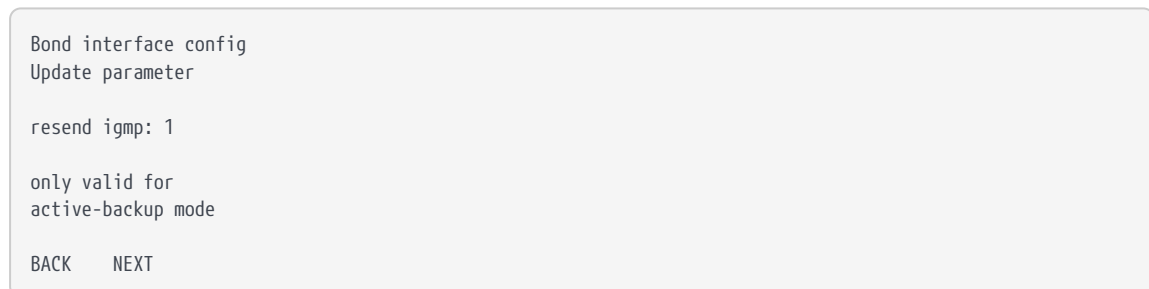 Bond interface config
Update parameter
resend igmp: 1
only valid for
active-backup mode
BACK    NEXT